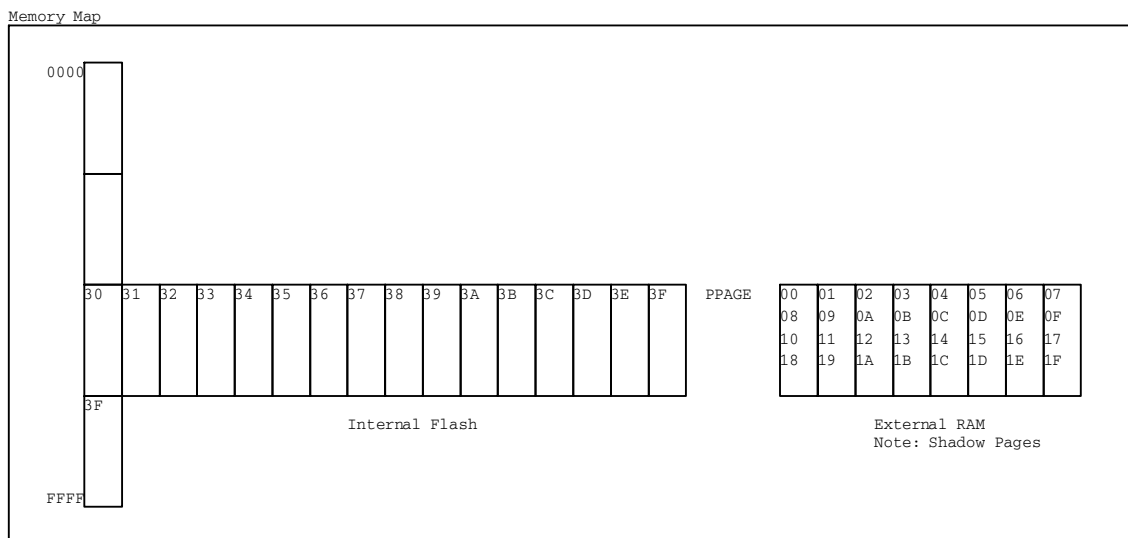 Memory Map
0000
30 31 32 33 34 35 36 37 38 39 3A 3B 3C 3D 3E 3F PPAGE 00 01 02 03 04 05 06 07
08 09 0A 0B 0C 0D 0E 0F
10 11 12 13 14 15 16 17
18 19 1A 1B 1C 1D 1E 1F
3F
Internal Flash External RAM
Note: Shadow Pages
FFFF